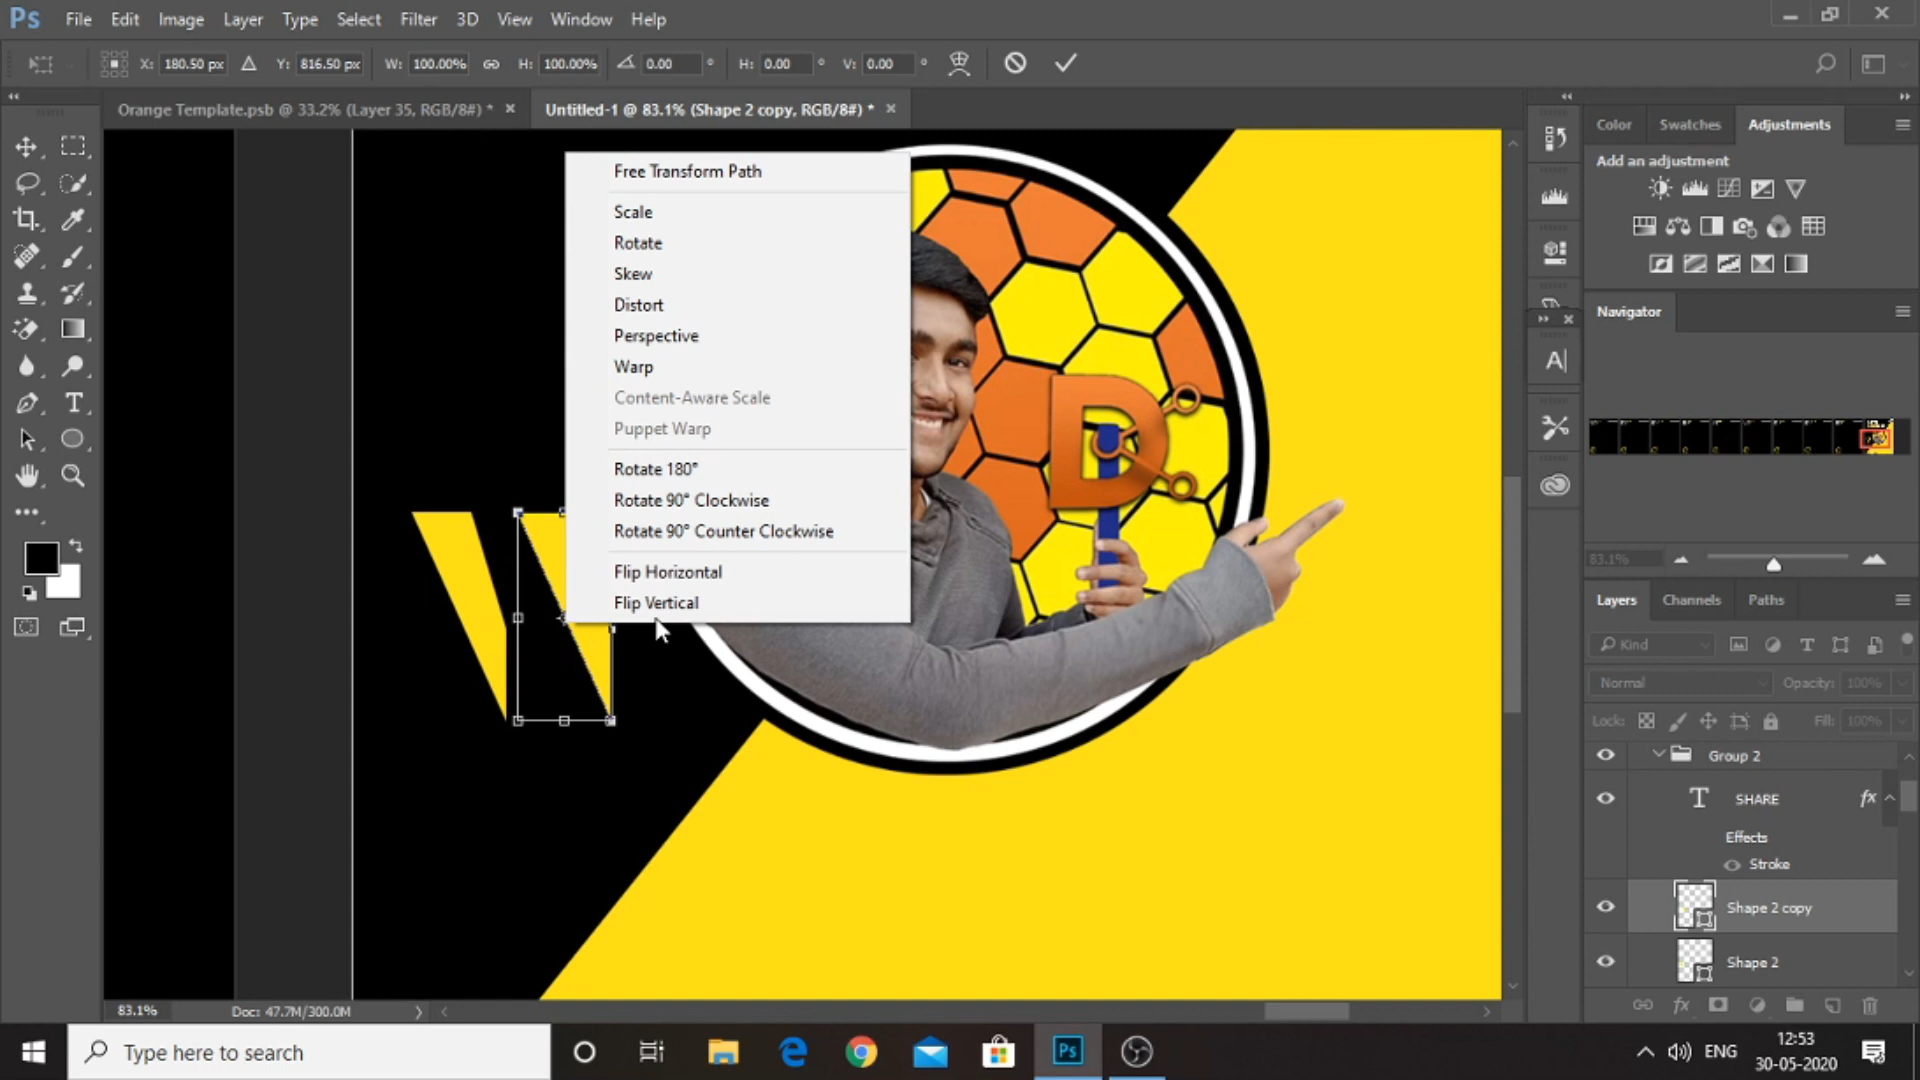 Ps File Edit Image Layer Type Select Filter 3D View Window Help
X: 180.50 px Y: 816.50 px W: 100.00% H: 100.00% 0.00 ° H: 0.00 ° V: 0.00 °
Orange Template.psb @ 33.2% (Layer 35, RGB/8#) * Untitled-1 @ 83.1% (Shape 2 copy, RGB/8#) *
Free Transform Path
Scale
Rotate
Skew
Distort
Perspective
Warp
Content-Aware Scale
Puppet Warp
Rotate 180°
Rotate 90° Clockwise
Rotate 90° Counter Clockwise
Flip Horizontal
Flip Vertical
D
Color Swatches Adjustments
Add an adjustment
Navigator
83.1%
Layers Channels Paths
Kind
Normal Opacity: 100%
Lock: Fill: 100%
Group 2
SHARE fx
Effects
Stroke
Shape 2 copy
Shape 2
83.1% Doc: 47.7M/300.0M
Type here to search
Ps
ENG
12:53
30-05-2020